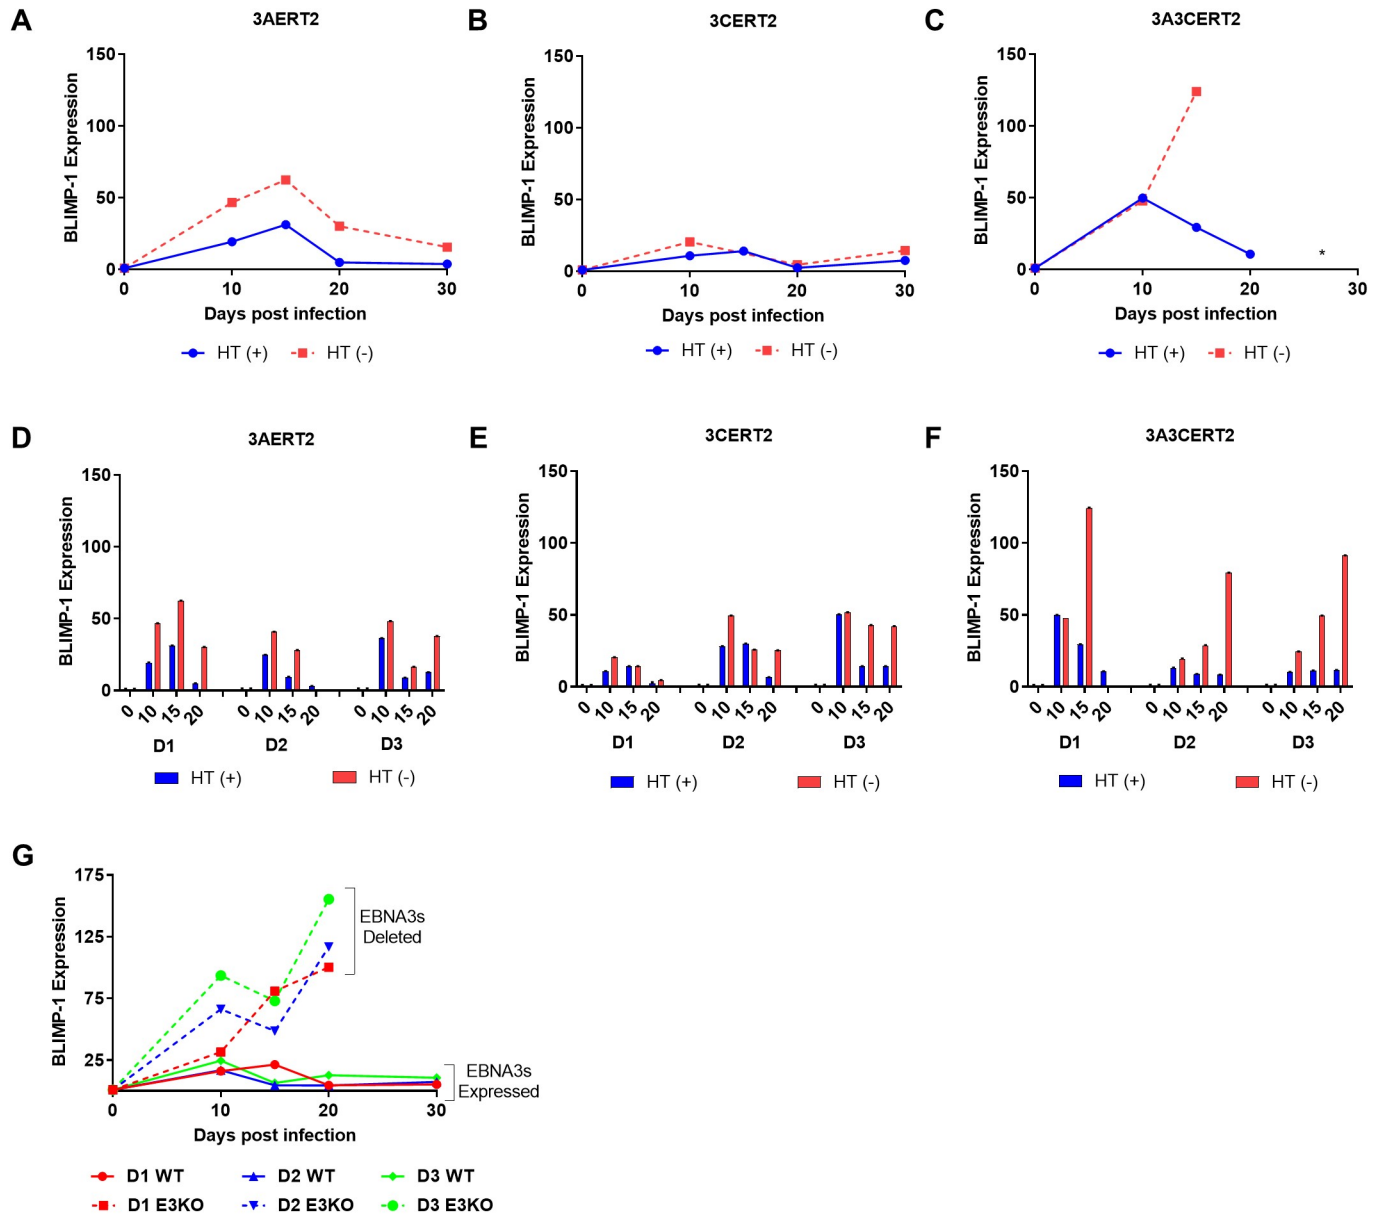 A
3AERT2
150
100
50
0
BLIMP-1 Expression
0 10 20 30
Days post infection
HT (+) HT (-)
B
3CERT2
150
100
50
0
BLIMP-1 Expression
0 10 20 30
Days post infection
HT (+) HT (-)
C
3A3CERT2
150
100
50
0
BLIMP-1 Expression
*
0 10 20 30
Days post infection
HT (+) HT (-)
D
3AERT2
150
100
50
0
BLIMP-1 Expression
0 10 15 20 0 10 15 20 0 10 15 20
D1 D2 D3
HT (+) HT (-)
E
3CERT2
150
100
50
0
BLIMP-1 Expression
0 10 15 20 0 10 15 20 0 10 15 20
D1 D2 D3
HT (+) HT (-)
F
3A3CERT2
150
100
50
0
BLIMP-1 Expression
0 10 15 20 0 10 15 20 0 10 15 20
D1 D2 D3
HT (+) HT (-)
G
175
125
75
25
BLIMP-1 Expression
EBNA3s
Deleted
EBNA3s
Expressed
0 10 20 30
Days post infection
D1 WT D2 WT D3 WT
D1 E3KO D2 E3KO D3 E3KO